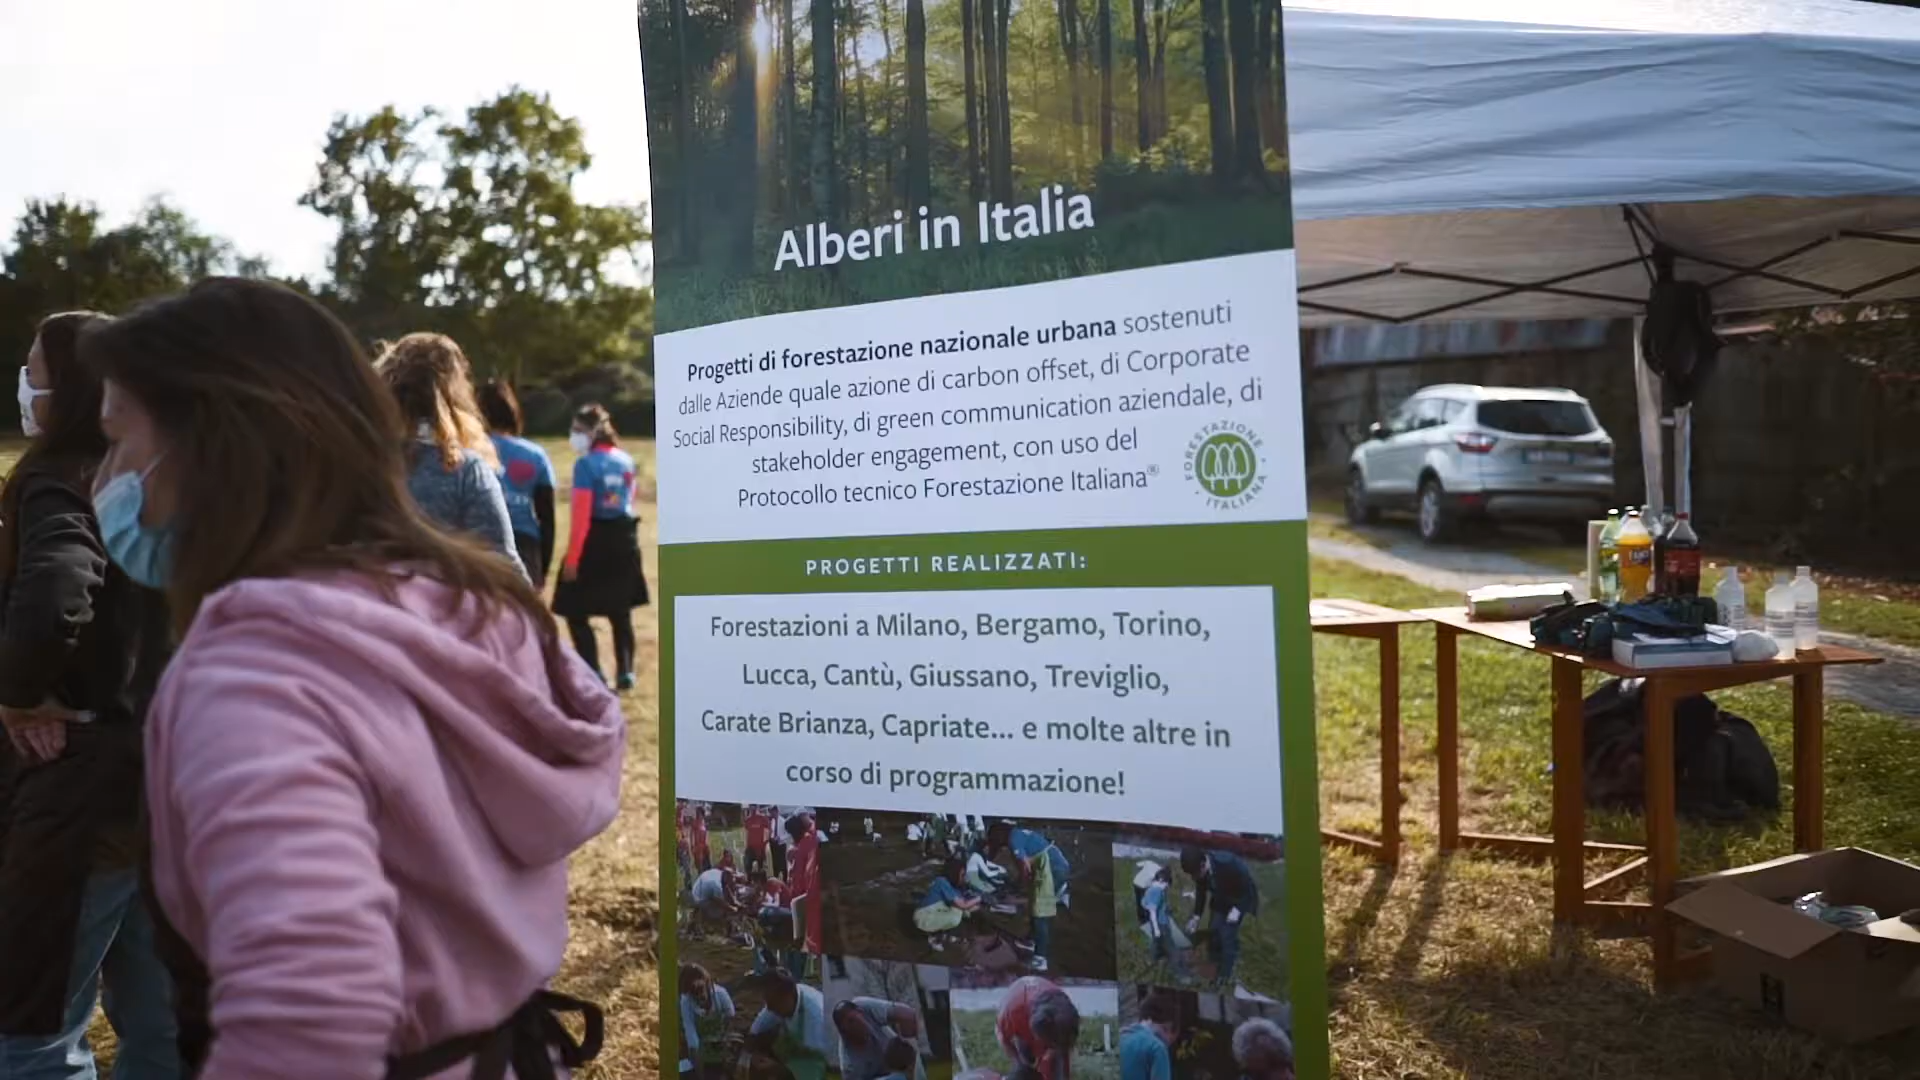 Alberi in Italia
Progetti di forestazione nazionale urbana sostenuti
dalle Aziende quale azione di carbon offset, di Corporate
Social Responsibility, di green communication aziendale, di
stakeholder engagement, con uso del
Protocollo tecnico Forestazione Italiana®
FORESTAZIONE
ITALIANA
PROGETTI REALIZZATI:
Forestazioni a Milano, Bergamo, Torino,
Lucca, Cantù, Giussano, Treviglio,
Carate Brianza, Capriate... e molte altre in
corso di programmazione!